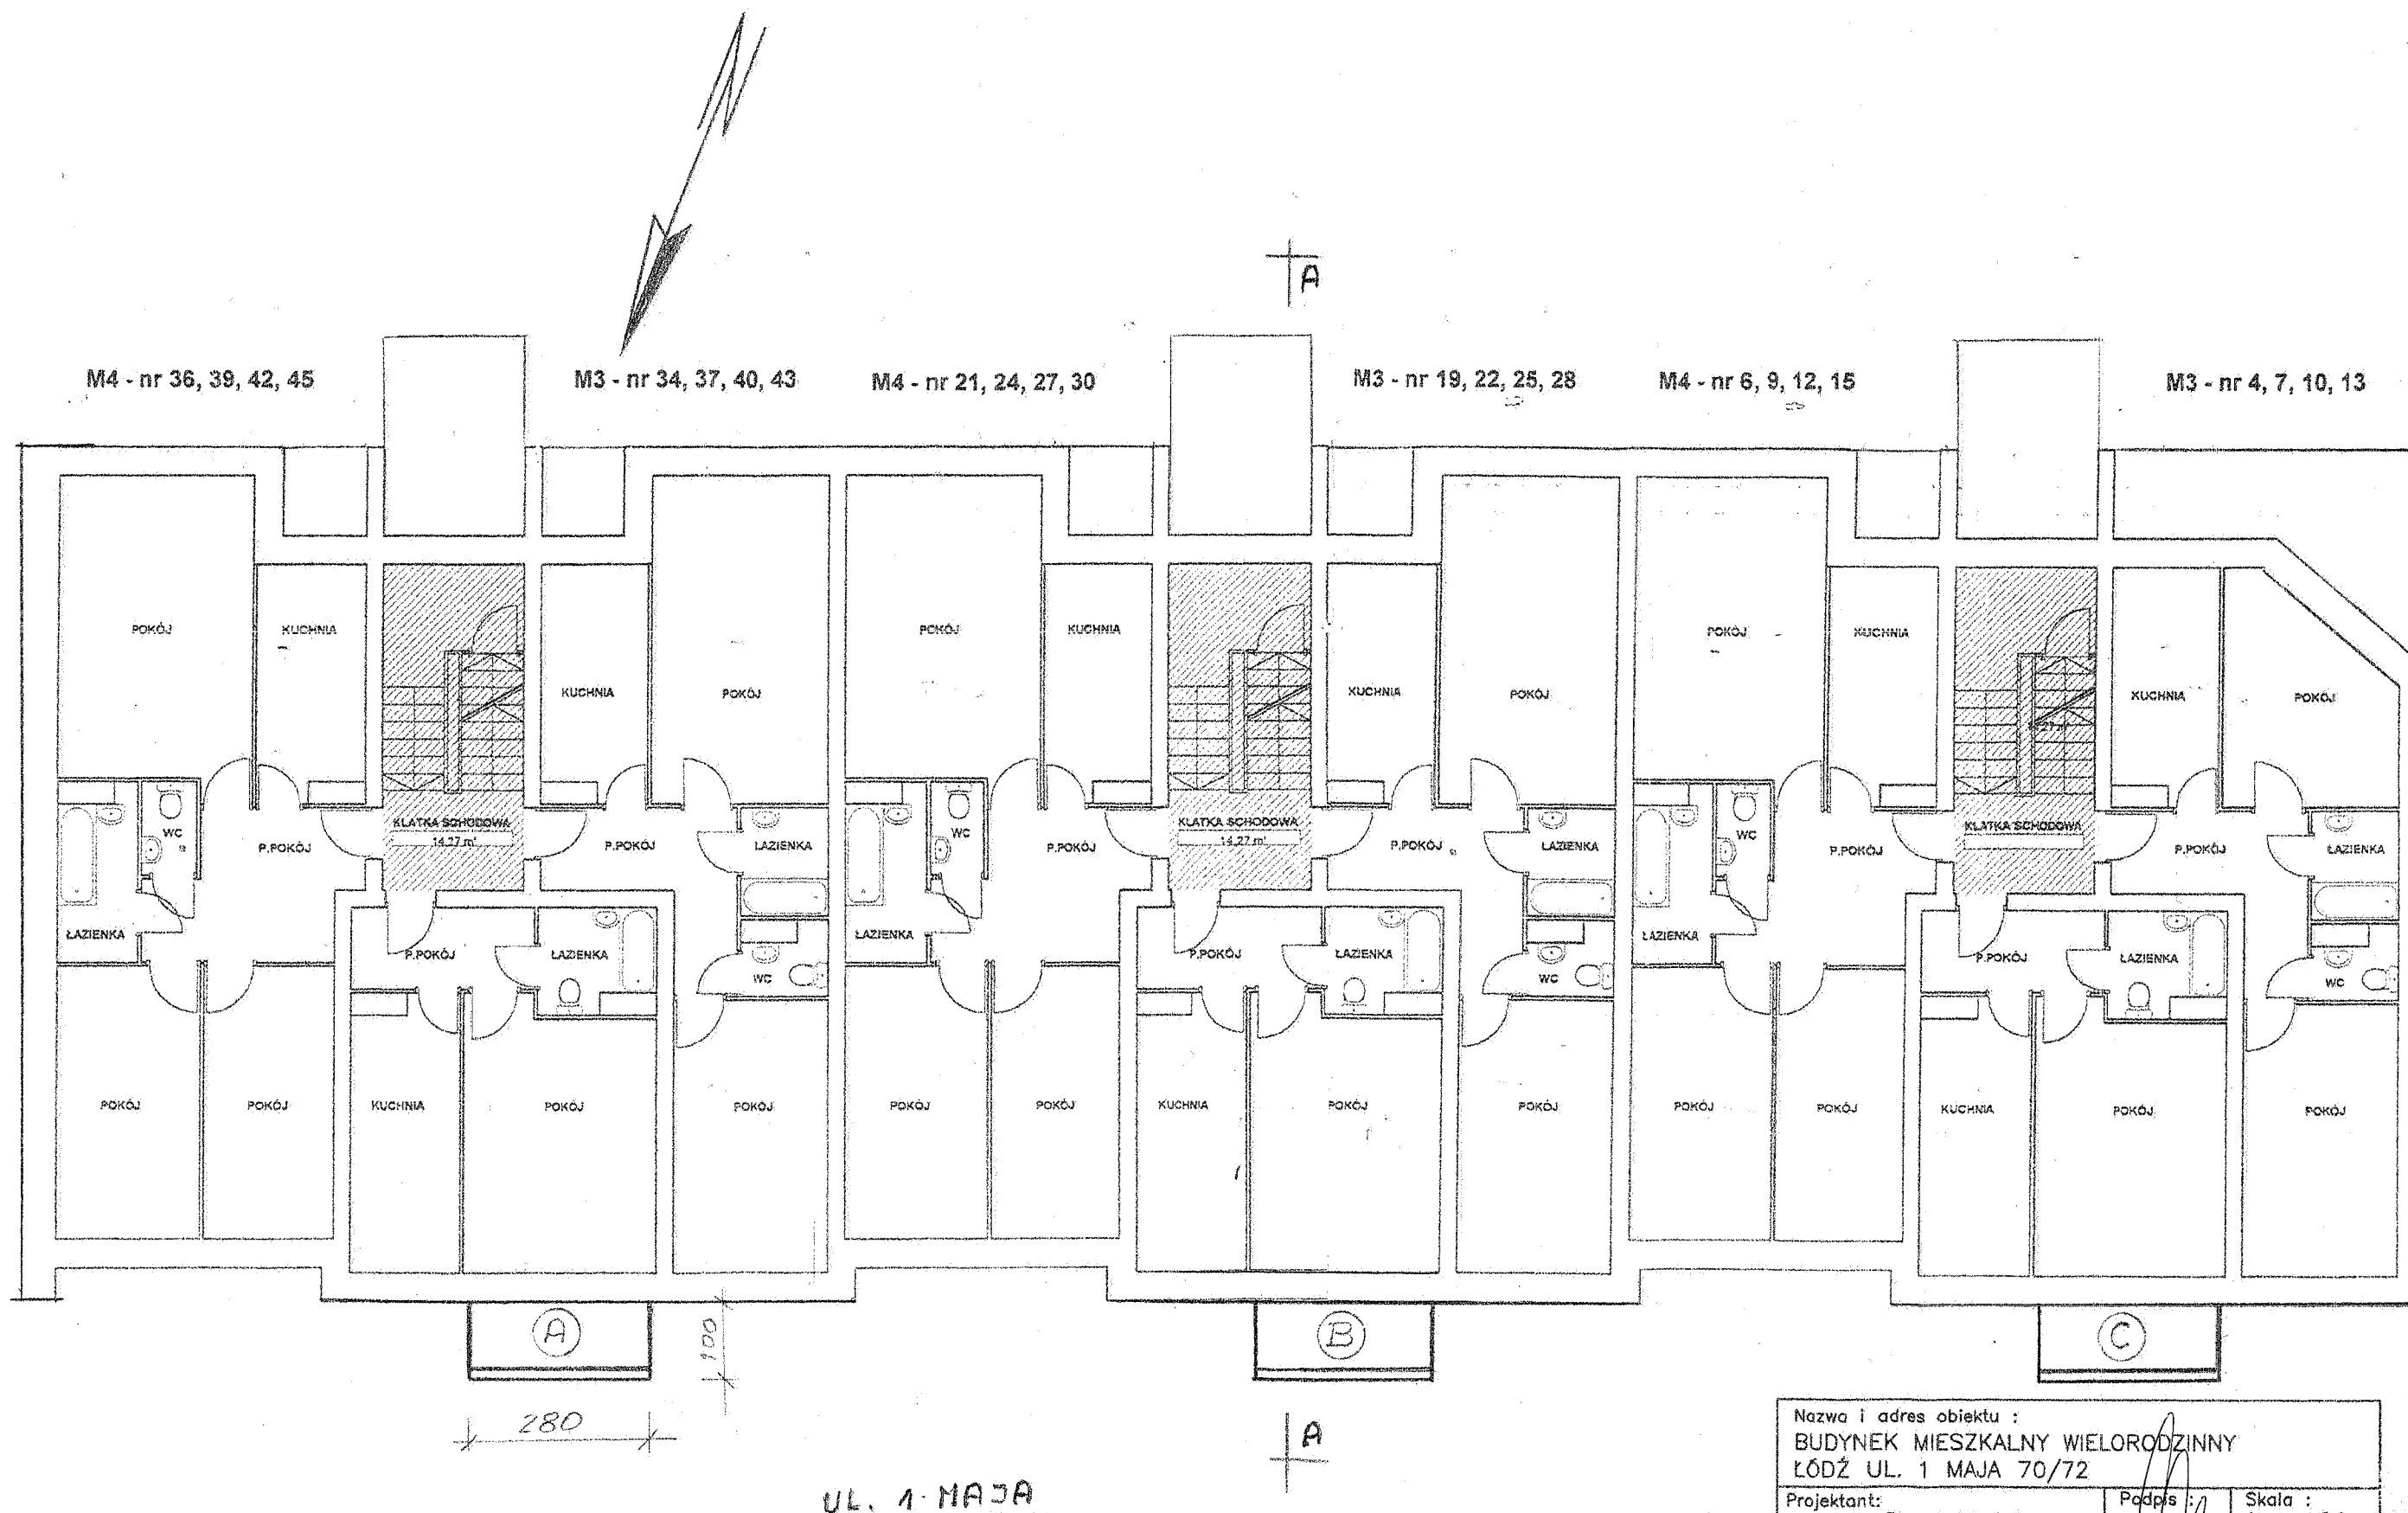 A
M4 - nr 36, 39, 42, 45
M3 - nr 34, 37, 40, 43
M4 - nr 21, 24, 27, 30
M3 - nr 19, 22, 25, 28
M4 - nr 6, 9, 12, 15
M3 - nr 4, 7, 10, 13
POKÓJ
KUCHNIA
KUCHNIA
POKÓJ
POKÓJ
KUCHNIA
KUCHNIA
POKÓJ
POKÓJ
KUCHNIA
KUCHNIA
POKÓJ
WC
P.POKÓJ
KLATKA SCHODOWA
14.27 m²
P.POKÓJ
ŁAZIENKA
WC
P.POKÓJ
KLATKA SCHODOWA
14.27 m²
P.POKÓJ
ŁAZIENKA
WC
P.POKÓJ
KLATKA SCHODOWA
P.POKÓJ
ŁAZIENKA
ŁAZIENKA
P.POKÓJ
ŁAZIENKA
WC
ŁAZIENKA
P.POKÓJ
ŁAZIENKA
WC
ŁAZIENKA
P.POKÓJ
ŁAZIENKA
WC
POKÓJ
POKÓJ
KUCHNIA
POKÓJ
POKÓJ
POKÓJ
POKÓJ
KUCHNIA
POKÓJ
POKÓJ
POKÓJ
POKÓJ
KUCHNIA
POKÓJ
POKÓJ
A
100
B
C
280
A
UL. 1 MAJA
Nazwa i adres obiektu :
BUDYNEK MIESZKALNY WIELORODZINNY
ŁÓDŹ UL. 1 MAJA 70/72
Projektant:
Podpis :
Skala :